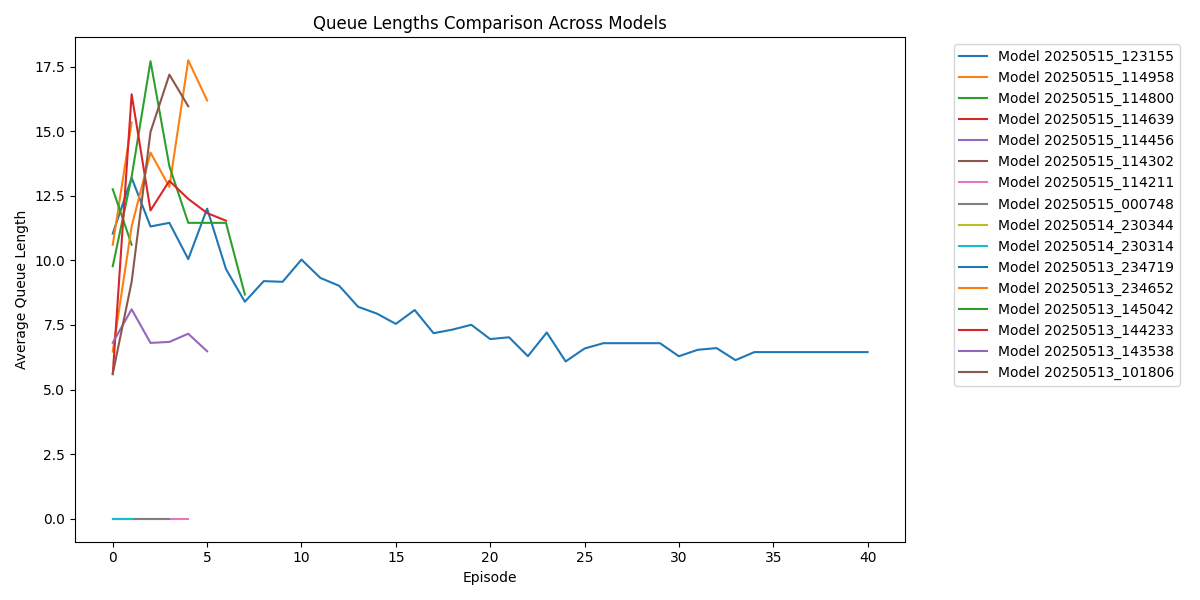 Queue Lengths Comparison Across Models
Average Queue Length
17.5
15.0
12.5
10.0
7.5
5.0
2.5
0.0
0 5 10 15 20 25 30 35 40
Episode
Model 20250515_123155
Model 20250515_114958
Model 20250515_114800
Model 20250515_114639
Model 20250515_114456
Model 20250515_114302
Model 20250515_114211
Model 20250515_000748
Model 20250514_230344
Model 20250514_230314
Model 20250513_234719
Model 20250513_234652
Model 20250513_145042
Model 20250513_144233
Model 20250513_143538
Model 20250513_101806